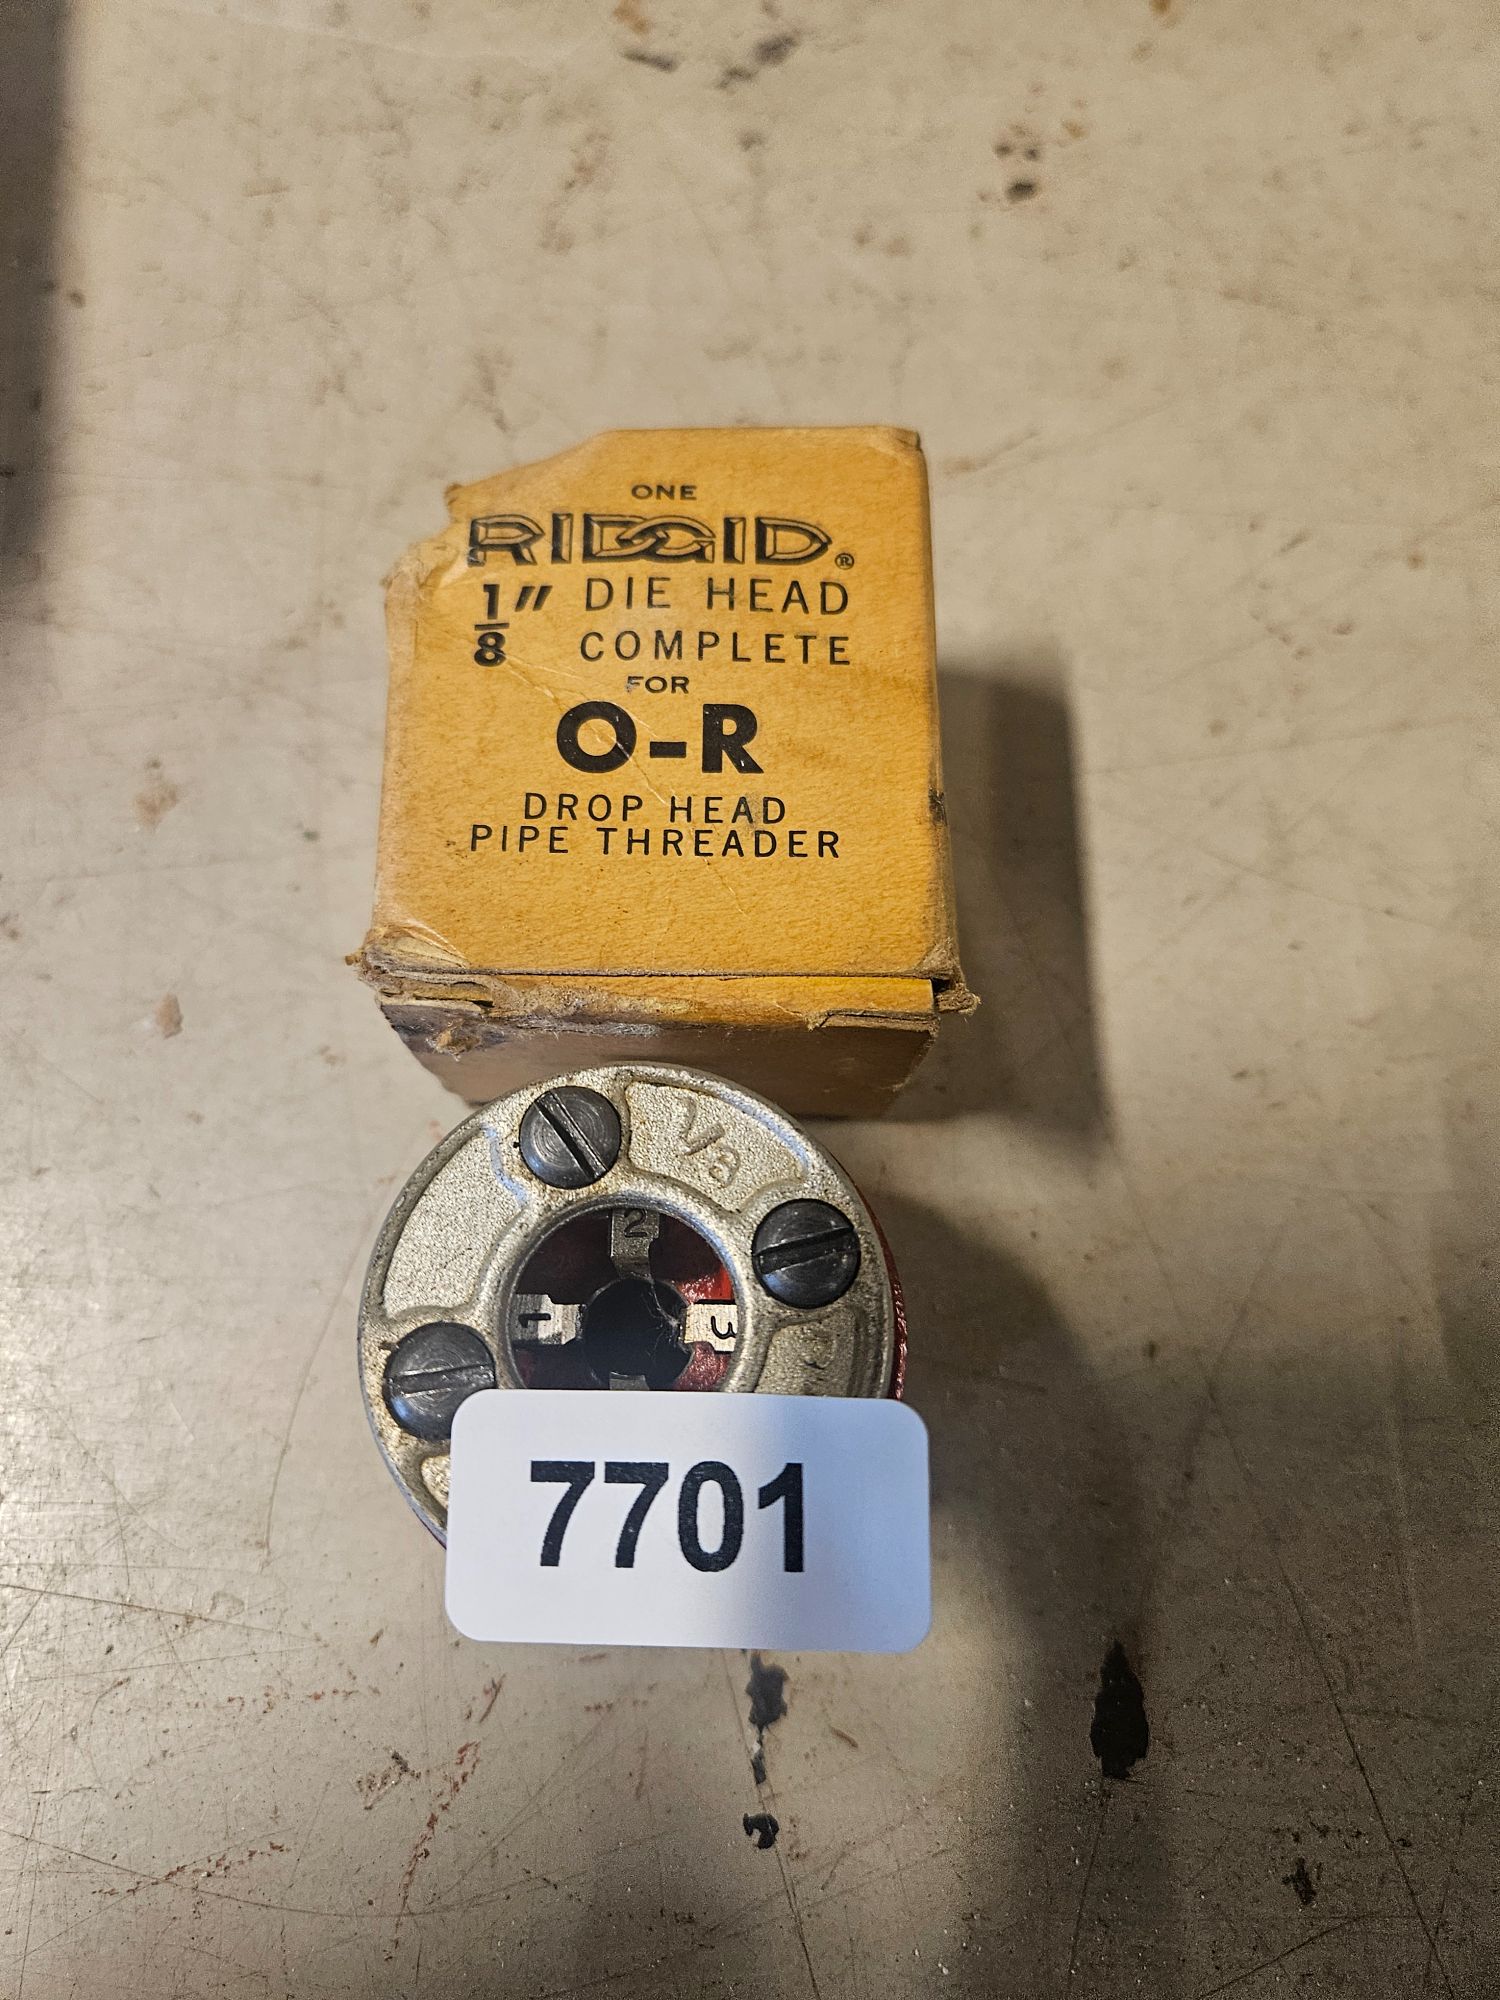 ONE
RIDGID®
1/8" DIE HEAD
COMPLETE
FOR
O-R
DROP HEAD
PIPE THREADER
1/8
2
1
3
7701